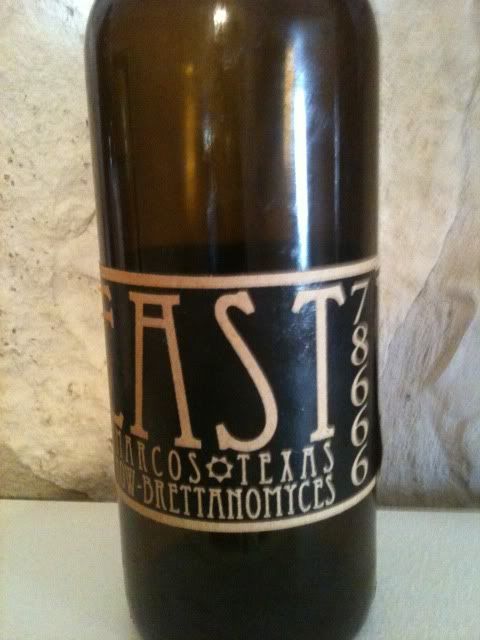 EAST
MARCOS TEXAS
W-BRETTANOMYCES
78666